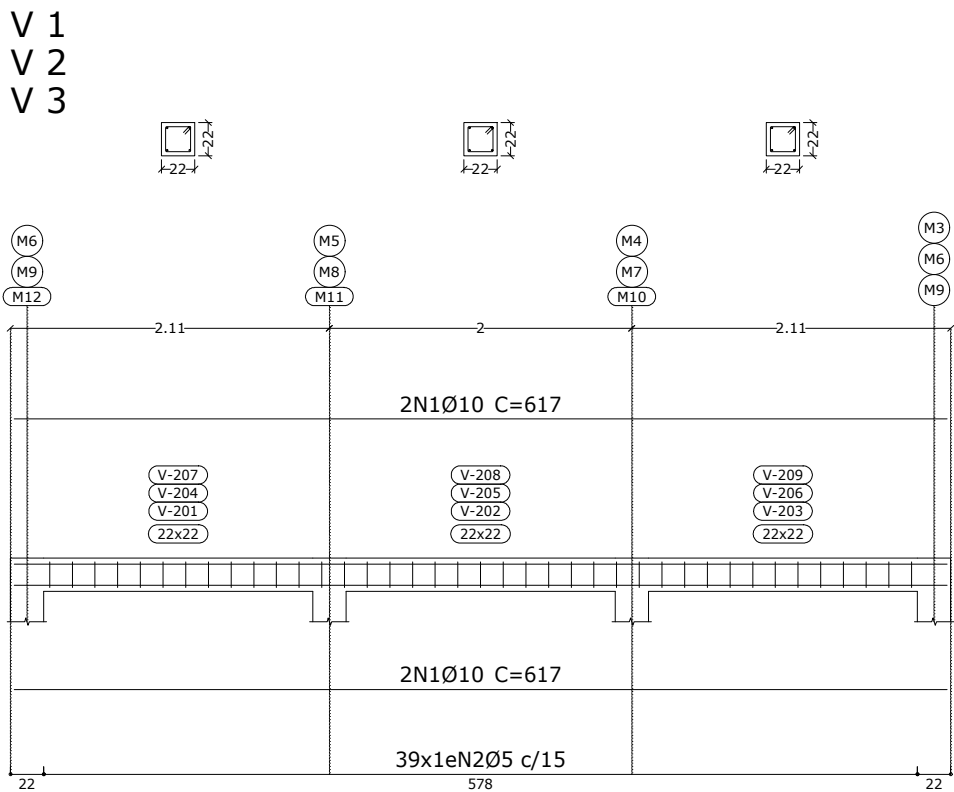 V 1
V 2
V 3
22 22 22
22 22 22
M3
M6 M5 M4
M6
M9 M8 M7
M9
M12 M11 M10
2.11 2 2.11
2N1Ø10 C=617
V-207 V-208 V-209
V-204 V-205 V-206
V-201 V-202 V-203
22x22 22x22 22x22
2N1Ø10 C=617
39x1eN2Ø5 c/15
22 578 22